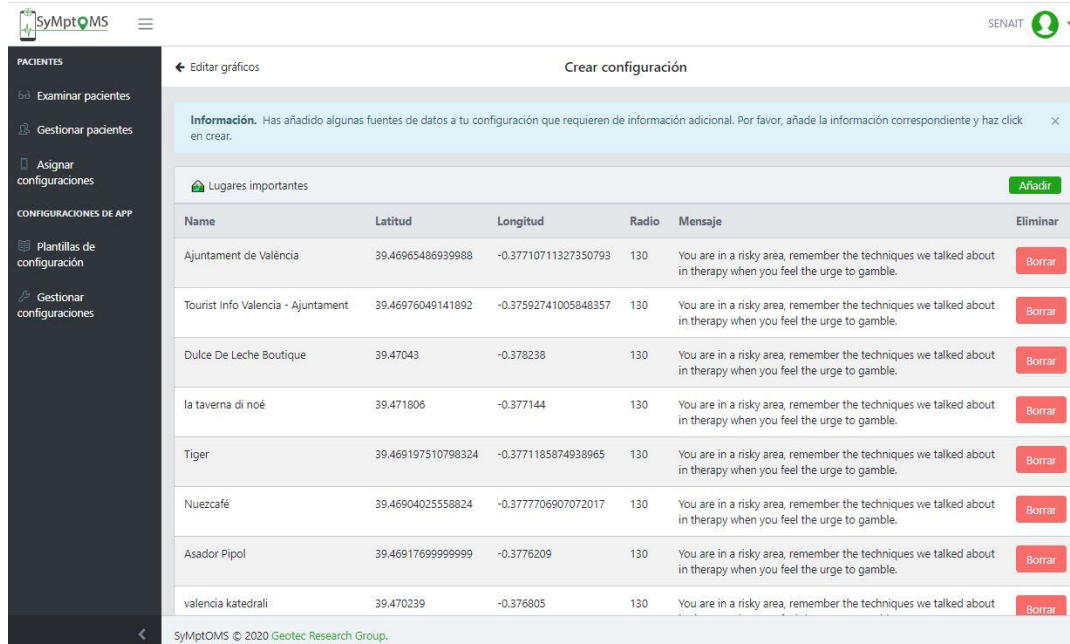 SyMptOMS
SENAIT
PACIENTES
Examinar pacientes
Gestionar pacientes
Asignar
configuraciones
CONFIGURACIONES DE APP
Plantillas de
configuración
Gestionar
configuraciones
Editar gráficos
Crear configuración
Información. Has añadido algunas fuentes de datos a tu configuración que requieren de información adicional. Por favor, añade la información correspondiente y haz click
en crear.
Lugares importantes
Añadir
Name Latitud Longitud Radio Mensaje Eliminar
Ajuntament de València 39.46965486939988 -0.37710711327350793 130 You are in a risky area, remember the techniques we talked about
in therapy when you feel the urge to gamble.
Borrar
Tourist Info Valencia - Ajuntament 39.46976049141892 -0.37592741005848357 130 You are in a risky area, remember the techniques we talked about
in therapy when you feel the urge to gamble.
Borrar
Dulce De Leche Boutique 39.47043 -0.378238 130 You are in a risky area, remember the techniques we talked about
in therapy when you feel the urge to gamble.
Borrar
la taverna di noé 39.471806 -0.377144 130 You are in a risky area, remember the techniques we talked about
in therapy when you feel the urge to gamble.
Borrar
Tiger 39.469197510798324 -0.3771185874938965 130 You are in a risky area, remember the techniques we talked about
in therapy when you feel the urge to gamble.
Borrar
Nuezcafé 39.46904025558824 -0.3777706907072017 130 You are in a risky area, remember the techniques we talked about
in therapy when you feel the urge to gamble.
Borrar
Asador Pipol 39.46917699999999 -0.3776209 130 You are in a risky area, remember the techniques we talked about
in therapy when you feel the urge to gamble.
Borrar
valencia katedrali 39.470239 -0.376805 130 You are in a risky area, remember the techniques we talked about
Borrar
SyMptOMS © 2020 Geotec Research Group.